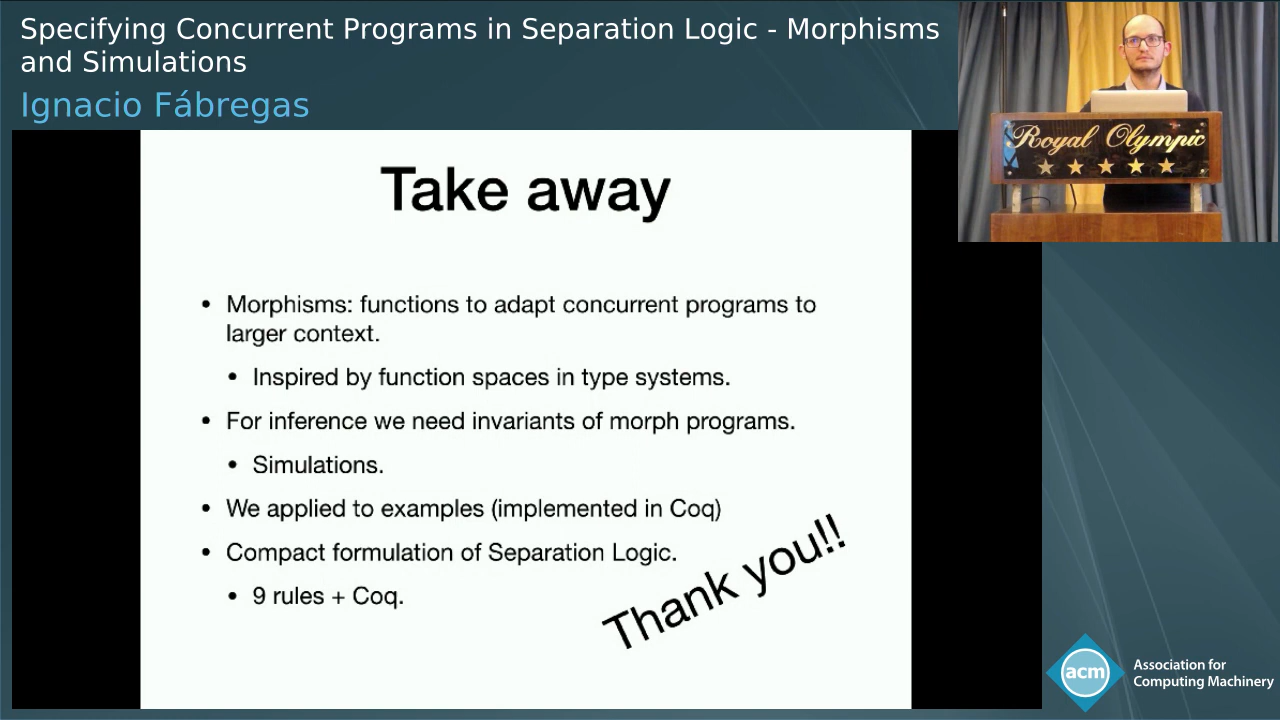 Specifying Concurrent Programs in Separation Logic - Morphisms
and Simulations
Ignacio Fábregas
Royal Olympic
Take away
• Morphisms: functions to adapt concurrent programs to
larger context.
• Inspired by function spaces in type systems.
• For inference we need invariants of morph programs.
• Simulations.
• We applied to examples (implemented in Coq)
• Compact formulation of Separation Logic.
• 9 rules + Coq.
Thank you!!
acm
Association for
Computing Machinery